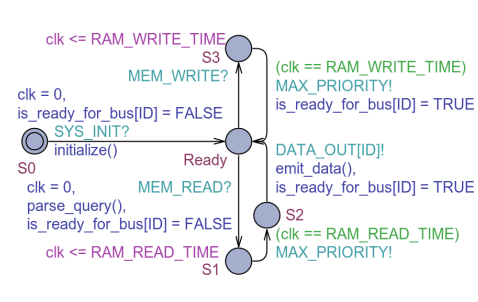 clk <= RAM_WRITE_TIME
S3
MEM_WRITE?
(clk == RAM_WRITE_TIME)
MAX_PRIORITY!
is_ready_for_bus[ID] = TRUE
clk = 0,
is_ready_for_bus[ID] = FALSE
SYS_INIT?
initialize()
S0
Ready
DATA_OUT[ID]!
emit_data(),
is_ready_for_bus[ID] = TRUE
clk = 0,
parse_query(),
is_ready_for_bus[ID] = FALSE
MEM_READ?
S2
(clk == RAM_READ_TIME)
MAX_PRIORITY!
clk <= RAM_READ_TIME
S1